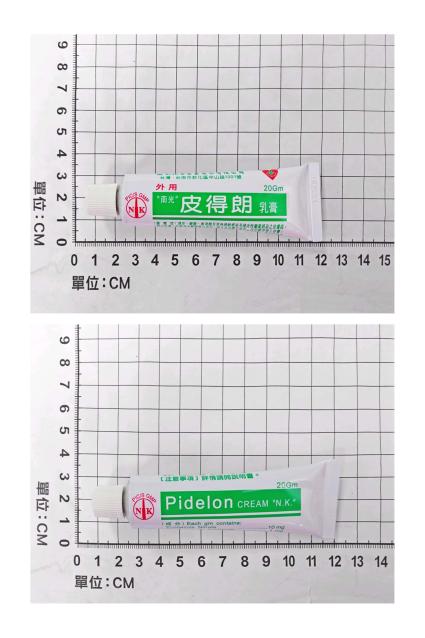 9
8
7
6
5
4
3
2
1
0
單位：CM
外用
20Gm
"南光"皮得朗乳膏
PIC/S GMP
NK
0 1 2 3 4 5 6 7 8 9 10 11 12 13 14 15
單位：CM
9
8
7
6
5
4
3
2
1
0
單位：CM
【注意事項】詳情請閱說明書。
20Gm
PIC/S GMP
NK
Pidelon CREAM "N.K."
【成分】Each gm contains:
10 mg
0 1 2 3 4 5 6 7 8 9 10 11 12 13 14
單位：CM